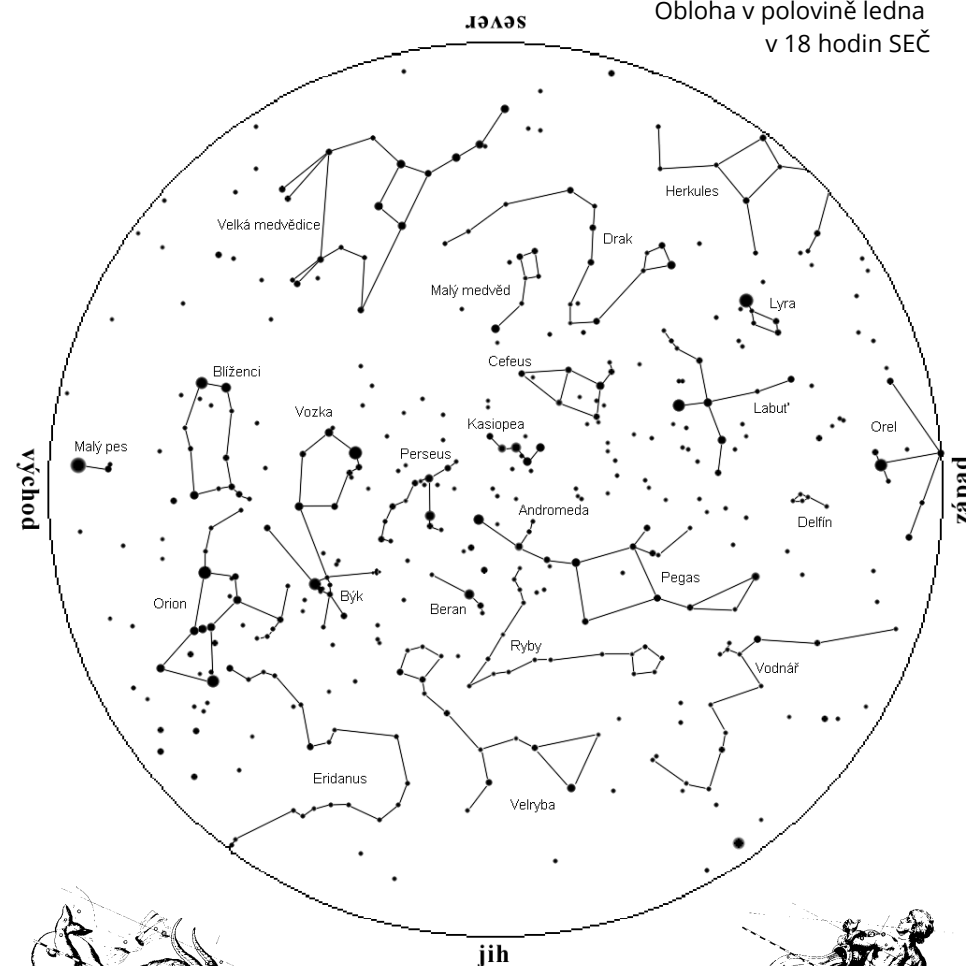 Obloha v polovině ledna
v 18 hodin SEČ
sever
Herkules
Velká medvědice
Drak
Malý medvěd
Lyra
Cefeus
Blíženci
Labuť
Vozka
Kasiopea
Orel
Malý pes
Perseus
východ
západ
Andromeda
Delfín
Pegas
Orion
Býk
Beran
Ryby
Vodnář
Eridanus
Velryba
jih